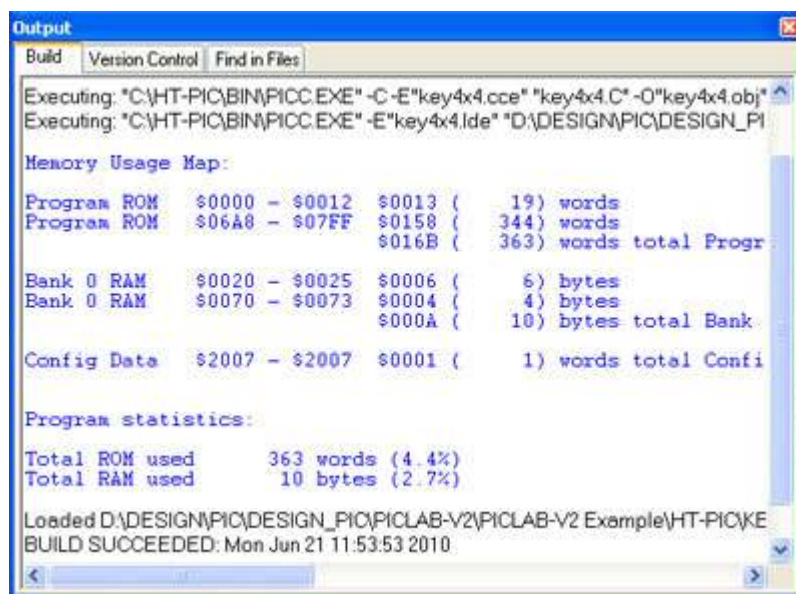 Output
Build Version Control Find in Files
Executing: "C:\HT-PIC\BIN\PICC.EXE" -C -E"key4x4.cce" "key4x4.C" -O"key4x4.obj"
Executing: "C:\HT-PIC\BIN\PICC.EXE" -E"key4x4.lde" "D:\DESIGN\PIC\DESIGN_PI
Memory Usage Map:
Program ROM $0000 - $0012 $0013 ( 19) words
Program ROM $06A8 - $07FF $0158 ( 344) words
$016B ( 363) words total Progr
Bank 0 RAM $0020 - $0025 $0006 ( 6) bytes
Bank 0 RAM $0070 - $0073 $0004 ( 4) bytes
$000A ( 10) bytes total Bank
Config Data $2007 - $2007 $0001 ( 1) words total Confi
Program statistics:
Total ROM used 363 words (4.4%)
Total RAM used 10 bytes (2.7%)
Loaded D:\DESIGN\PIC\DESIGN_PIC\PICLAB-V2\PICLAB-V2 Example\HT-PIC\KE
BUILD SUCCEEDED: Mon Jun 21 11:53:53 2010